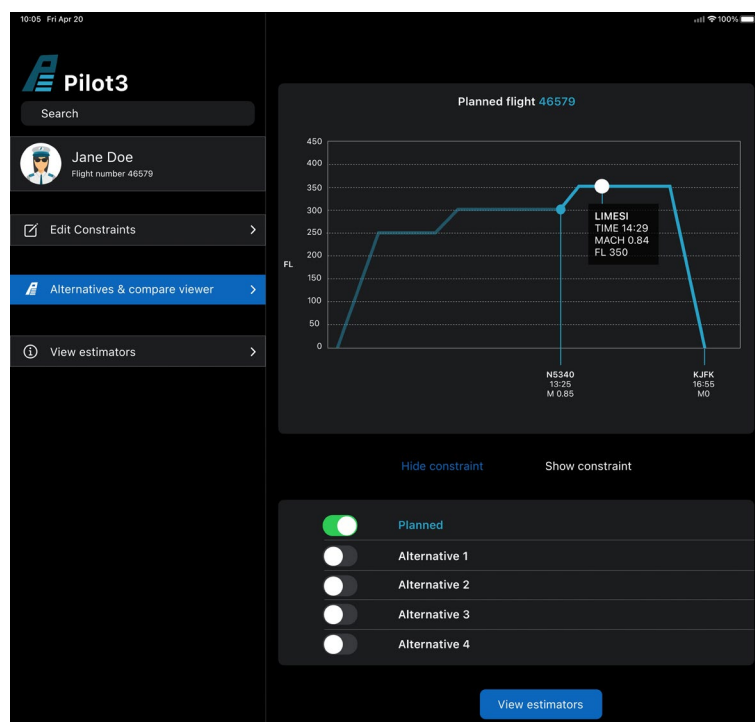 10:05 Fri Apr 20
100%
Pilot3
Search
Jane Doe
Flight number 46579
Edit Constraints
Alternatives & compare viewer
View estimators
Planned flight 46579
450
400
350
300
250
200
150
100
50
0
FL
LIMESI
TIME 14:29
MACH 0.84
FL 350
N5340
13:25
M 0.85
KJFK
16:55
M0
Hide constraint
Show constraint
Planned
Alternative 1
Alternative 2
Alternative 3
Alternative 4
View estimators